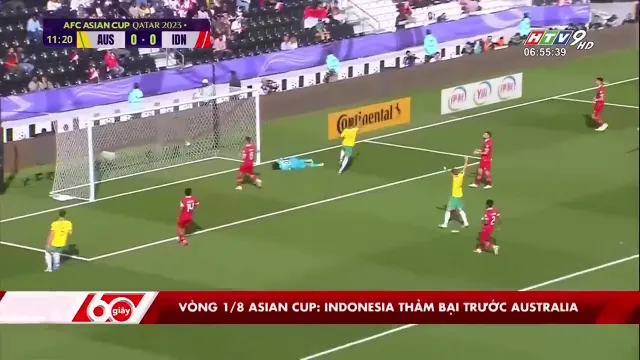 AFC ASIAN CUP QATAR 2023
11:20 AUS 0 - 0 IDN
HTV9 HD
06:55:39
Continental
60 giây
VÒNG 1/8 ASIAN CUP: INDONESIA THẢM BẠI TRƯỚC AUSTRALIA